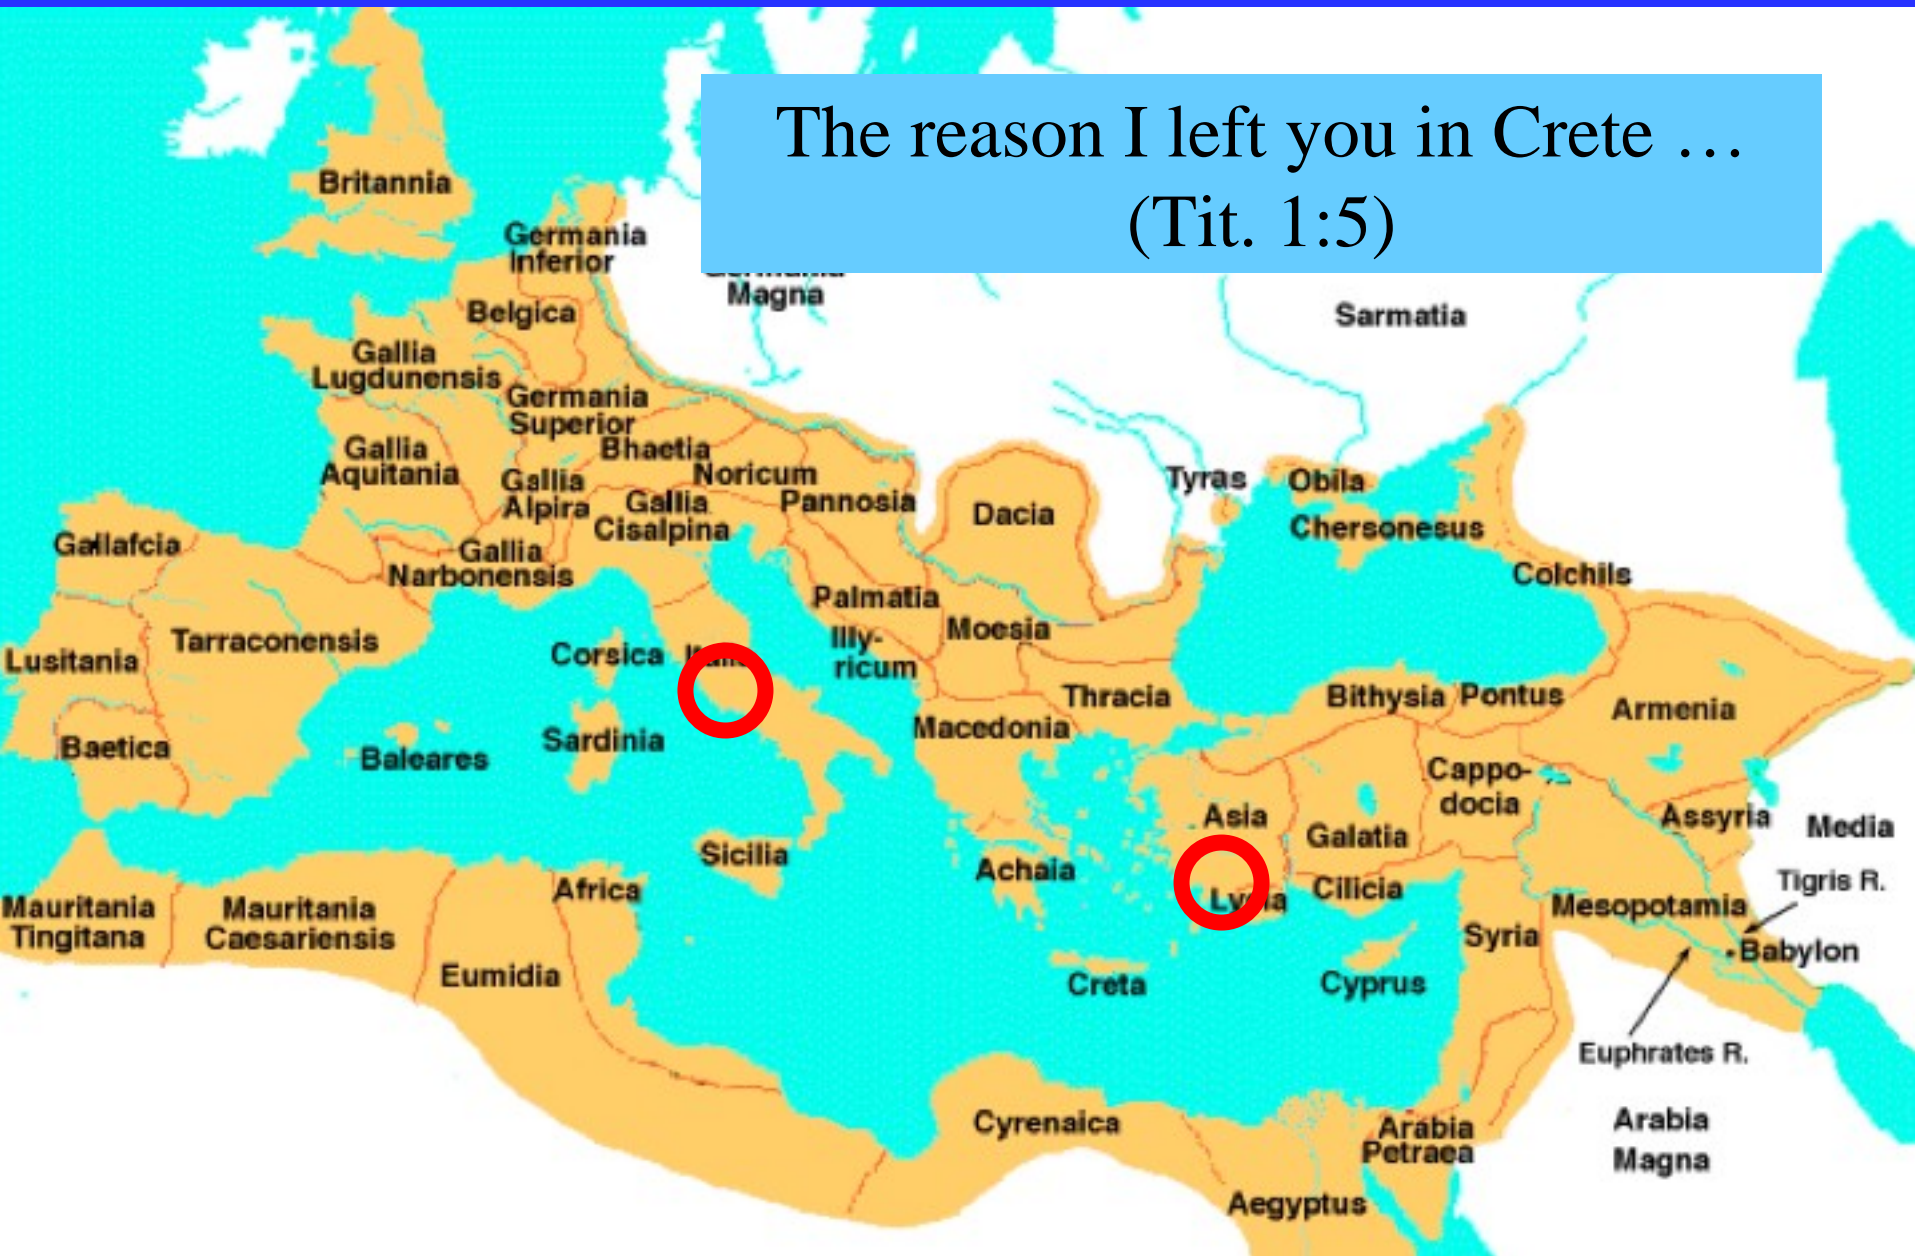 The reason I left you in Crete …
(Tit. 1:5)
Britannia
Germania
Inferior
Magna
Sarmatia
Belgica
Gallia
Lugdunensis
Germania
Superior
Gallia
Aquitania
Bhaetia
Noricum
Gallia
Alpira
Gallia
Cisalpina
Pannosia
Dacia
Tyras
Obila
Chersonesus
Gallafcia
Gallia
Narbonensis
Colchils
Palmatia
Moesia
Illy-
ricum
Lusitania
Tarraconensis
Corsica
Thracia
Bithysia
Pontus
Armenia
Macedonia
Baetica
Baleares
Sardinia
Cappo-
docia
Asia
Galatia
Assyria
Media
Sicilia
Achaia
Cilicia
Tigris R.
Africa
Mauritania
Tingitana
Mauritania
Caesariensis
Mesopotamia
Syria
Babylon
Eumidia
Creta
Cyprus
Euphrates R.
Cyrenaica
Arabia
Petraea
Arabia
Magna
Aegyptus